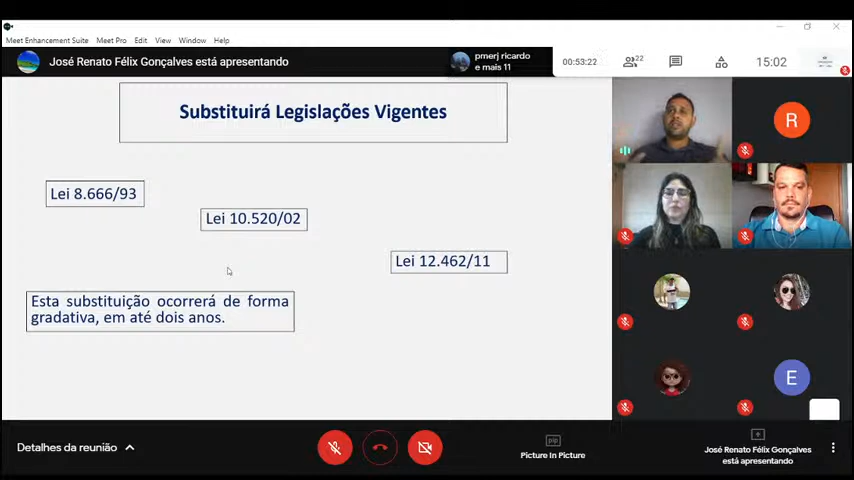 Meet Enhancement Suite Meet Pro Edit View Window Help
José Renato Félix Gonçalves está apresentando
pmerj ricardo
e mais 11
00:53:22
22
15:02
Substituirá Legislações Vigentes
Lei 8.666/93
Lei 10.520/02
Lei 12.462/11
Esta substituição ocorrerá de forma
gradativa, em até dois anos.
R
E
Detalhes da reunião
pip
Picture In Picture
José Renato Félix Gonçalves
está apresentando